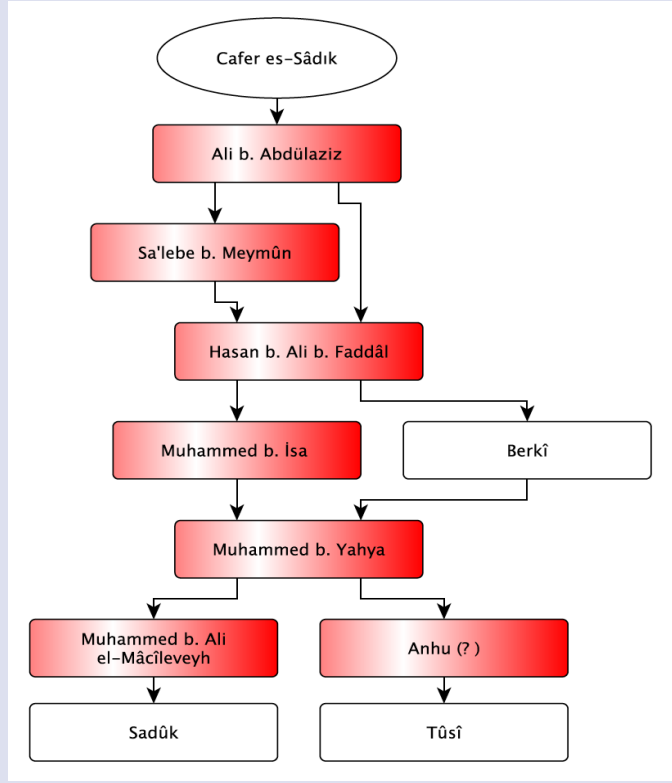 Cafer es-Sâdık
Ali b. Abdülaziz
Sa'lebe b. Meymûn
Hasan b. Ali b. Faddâl
Muhammed b. İsa
Berkî
Muhammed b. Yahya
Muhammed b. Ali
el-Mâcîleveyh
Anhu (? )
Sadûk
Tûsî